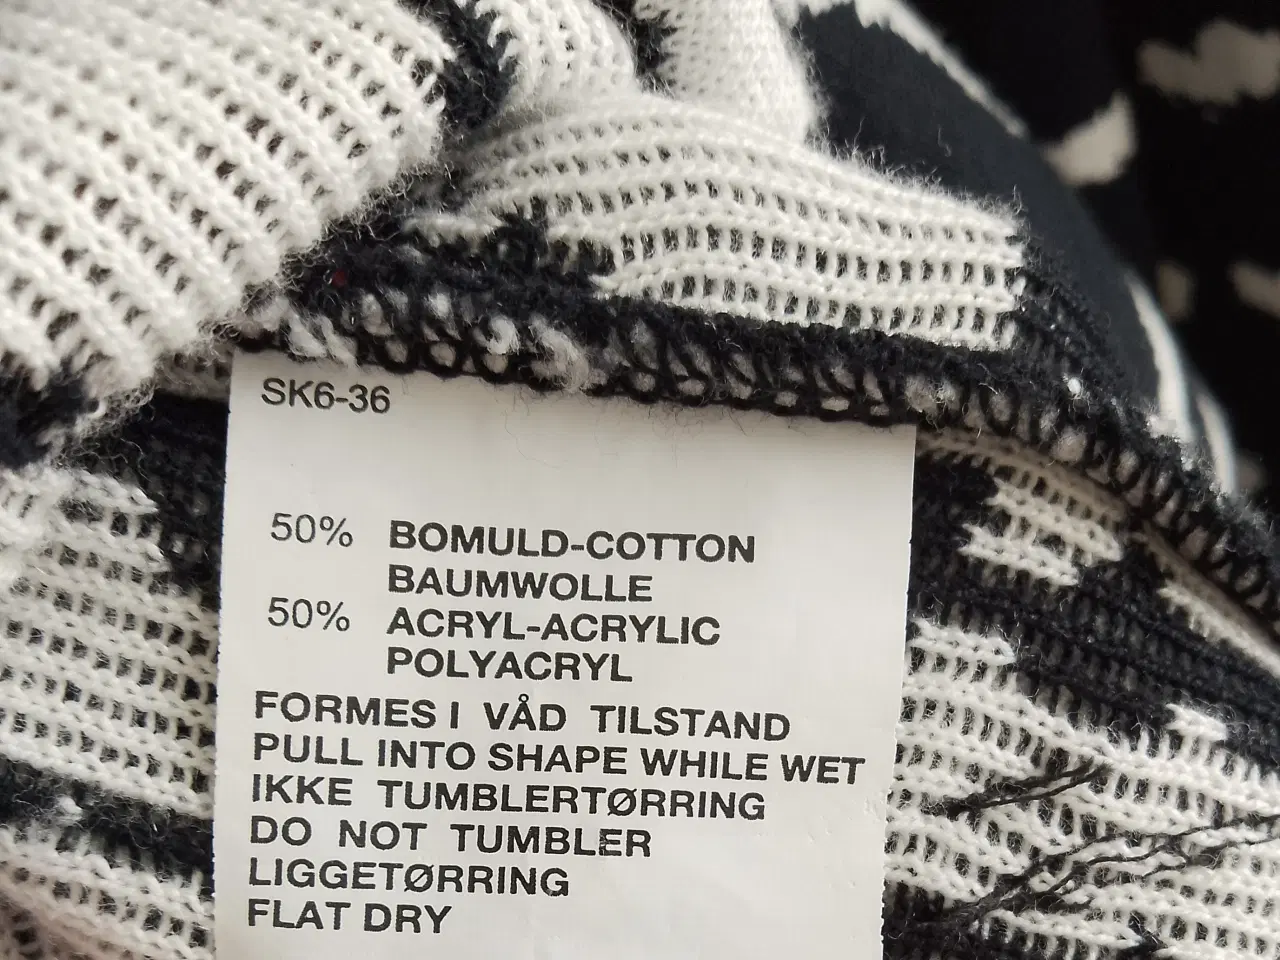 SK6-36
50% BOMULD-COTTON
BAUMWOLLE
50% ACRYL-ACRYLIC
POLYACRYL
FORMES I VÅD TILSTAND
PULL INTO SHAPE WHILE WET
IKKE TUMBLERTØRRING
DO NOT TUMBLER
LIGGETØRRING
FLAT DRY